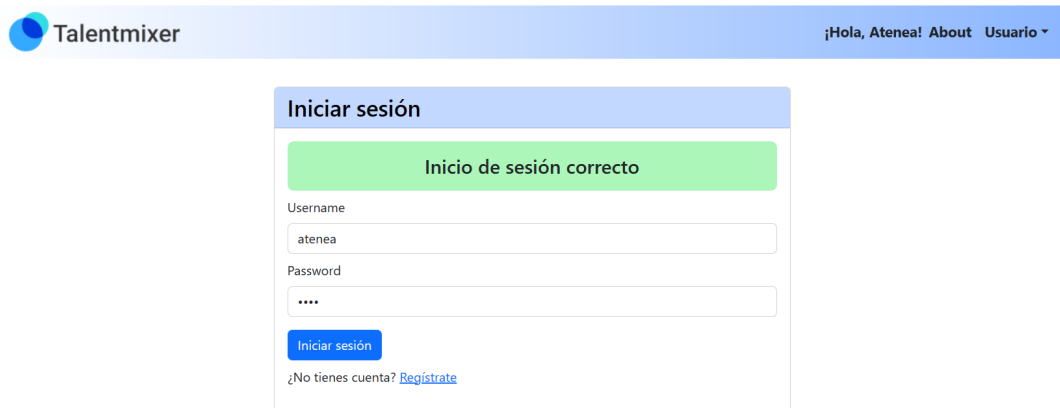 Talentmixer
¡Hola, Atenea! About Usuario
Iniciar sesión
Inicio de sesión correcto
Username
atenea
Password
••••
Iniciar sesión
¿No tienes cuenta? Regístrate